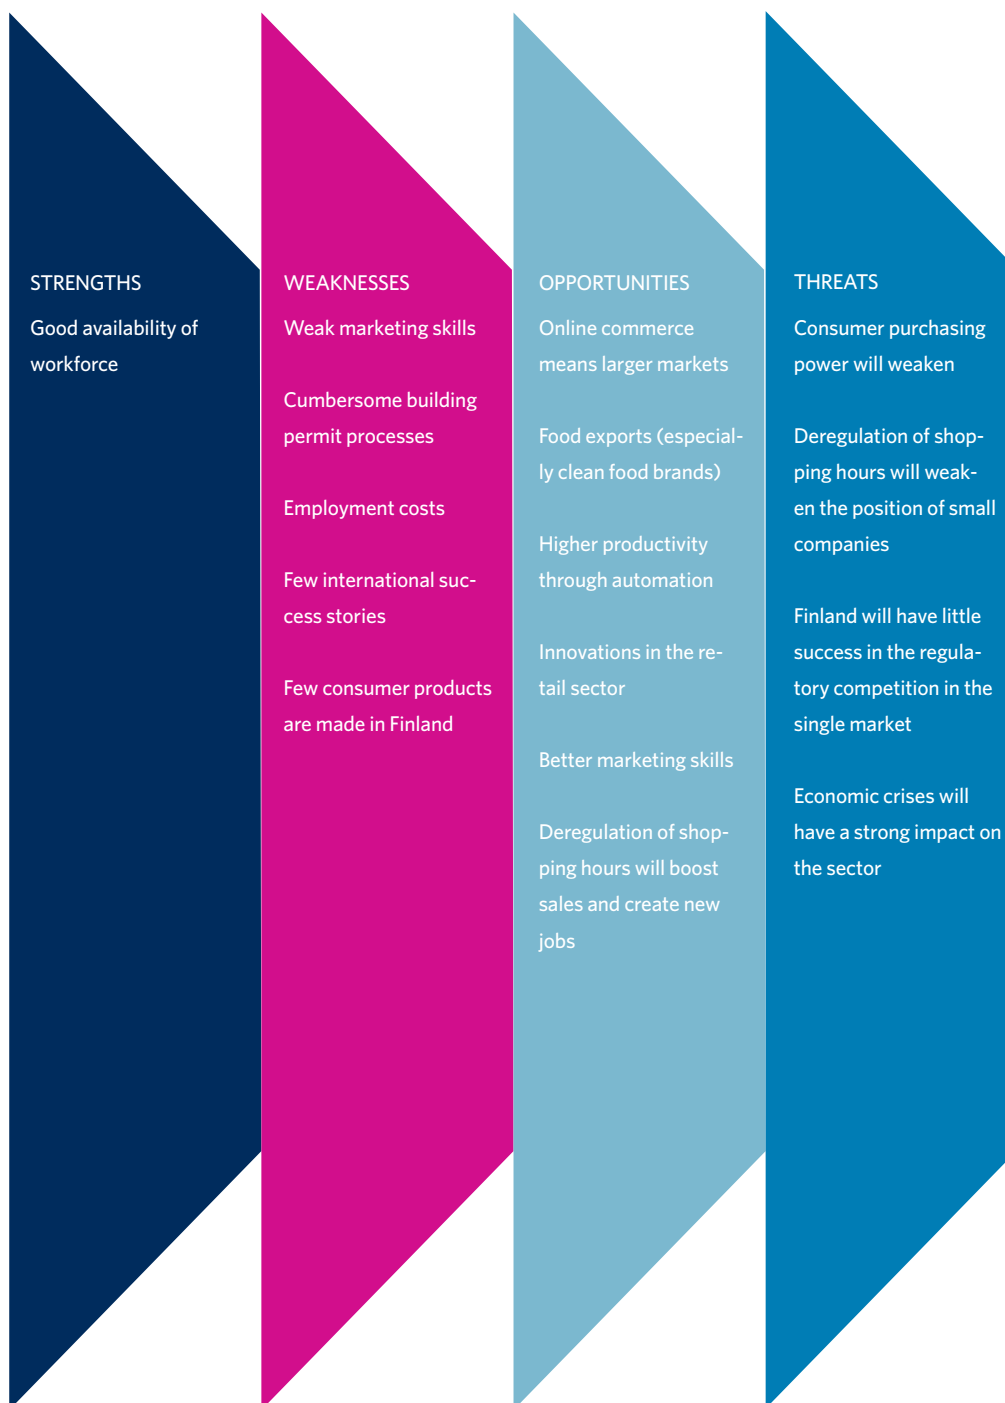 STRENGTHS
Good availability of
workforce
WEAKNESSES
Weak marketing skills
Cumbersome building
permit processes
Employment costs
Few international suc-
cess stories
Few consumer products
are made in Finland
OPPORTUNITIES
Online commerce
means larger markets
Food exports (especial-
ly clean food brands)
Higher productivity
through automation
Innovations in the re-
tail sector
Better marketing skills
Deregulation of shop-
ping hours will boost
sales and create new
jobs
THREATS
Consumer purchasing
power will weaken
Deregulation of shop-
ping hours will weak-
en the position of small
companies
Finland will have little
success in the regula-
tory competition in the
single market
Economic crises will
have a strong impact on
the sector